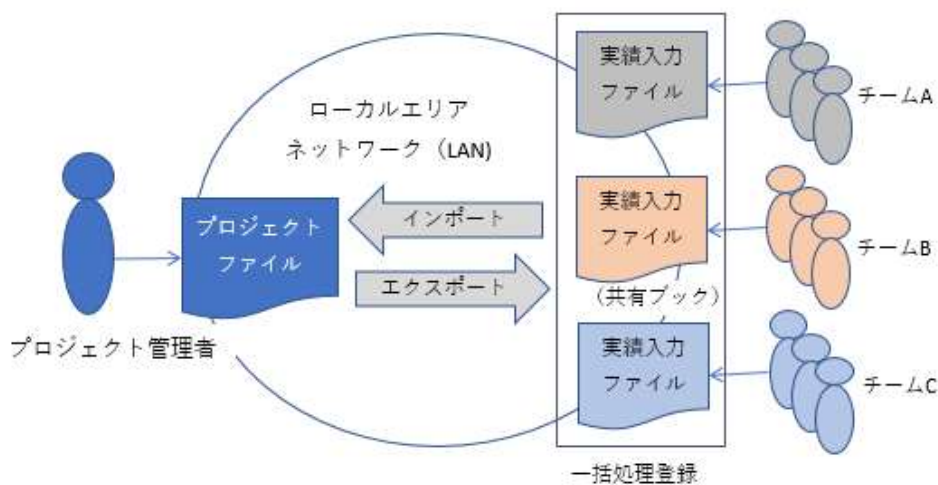 実績入力
ファイル
チームA
ローカルエリア
ネットワーク（LAN)
プロジェクト
ファイル
インポート
エクスポート
実績入力
ファイル
（共有ブック）
チームB
プロジェクト管理者
実績入力
ファイル
チームC
一括処理登録